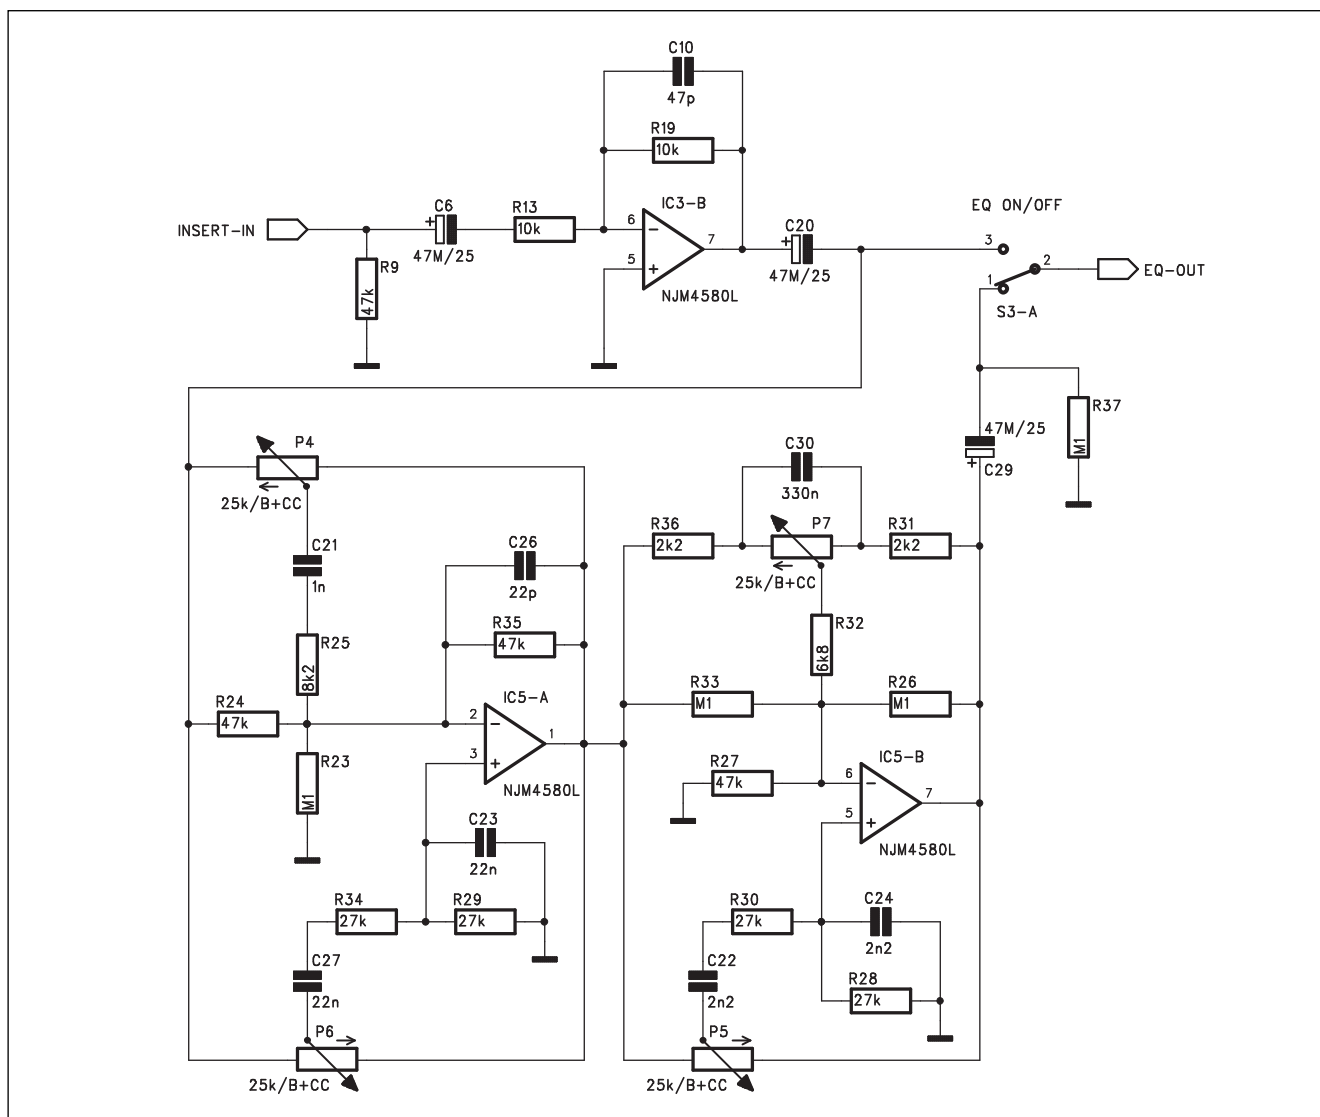 C10
47p
R19
10k
IC3-B
C6
R13
C20
EQ ON/OFF
INSERT-IN
+
10k
6
−
7
+
3
47M/25
5
+
47M/25
2
EQ-OUT
R9
47k
NJM4580L
1
S3-A
P4
25k/B+CC
C30
330n
47M/25
+
C29
R37
M1
C21
1n
C26
22p
R36
2k2
P7
25k/B+CC
R31
2k2
R25
8k2
R35
47k
R32
6k8
R24
47k
IC5-A
R33
M1
R26
M1
2
−
1
3
+
R23
M1
NJM4580L
R27
47k
IC5-B
6
−
7
5
+
NJM4580L
C23
22n
R34
27k
R29
27k
R30
27k
C24
2n2
C27
22n
C22
2n2
R28
27k
P6
25k/B+CC
P5
25k/B+CC